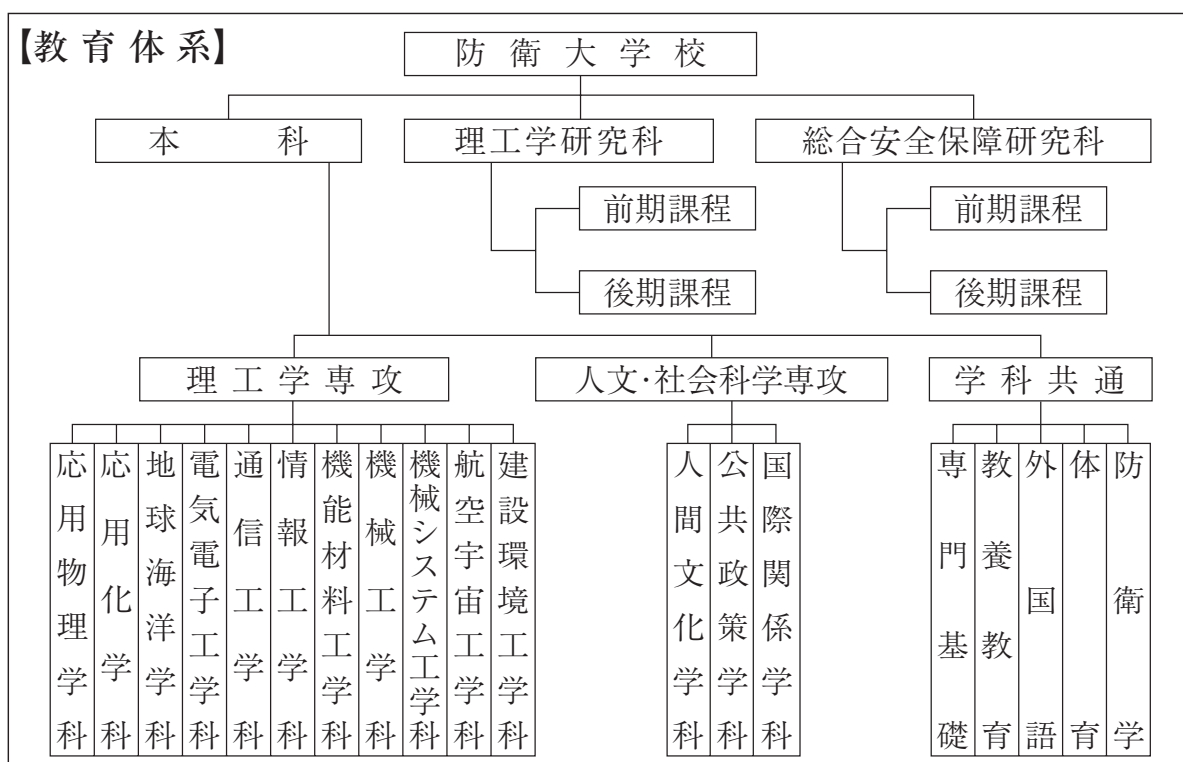 【教育体系】
防衛大学校
本科
理工学研究科
総合安全保障研究科
前期課程
後期課程
前期課程
後期課程
理工学専攻
人文・社会科学専攻
学科共通
応用物理学科
応用化学科
地球海洋学科
電気電子工学科
通信工学科
情報工学科
機能材料工学科
機械工学科
機械システム工学科
航空宇宙工学科
建設環境工学科
人間文化学科
公共政策学科
国際関係学科
専門基礎
教養教育
外国語
体育
防衛学